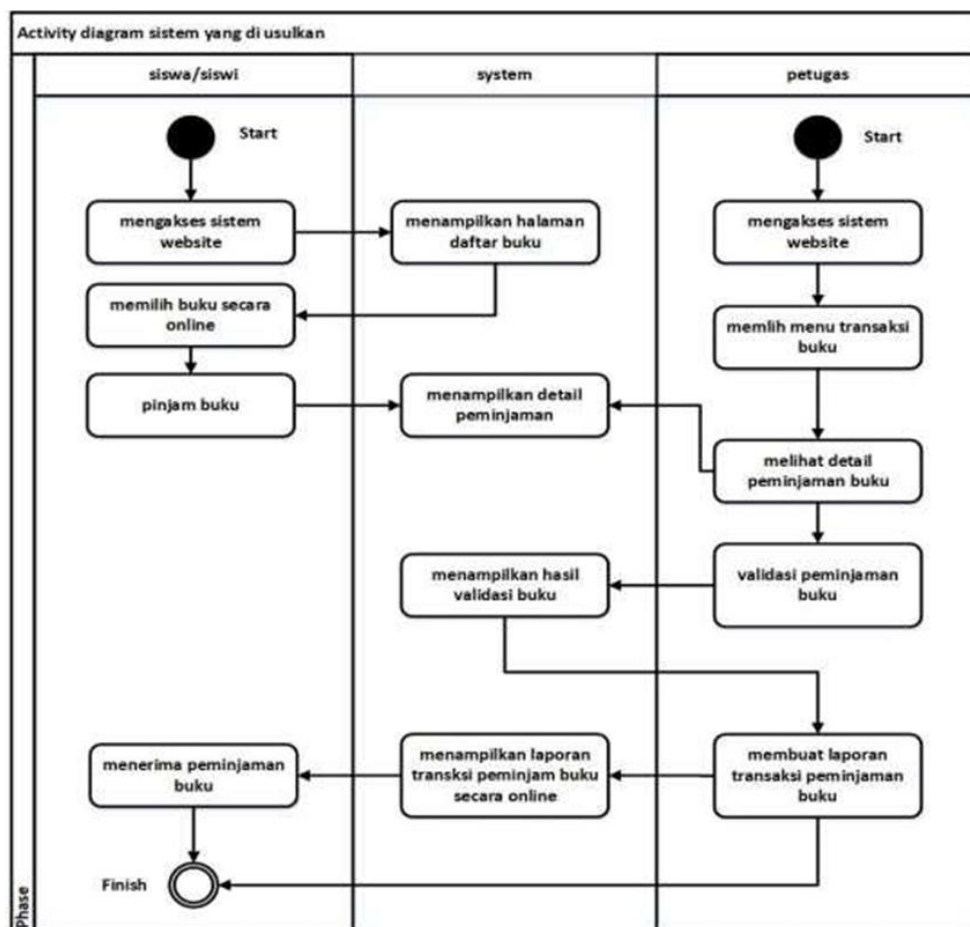 Activity diagram sistem yang di usulkan
siswa/siswi
system
petugas
Start
Start
mengakses sistem
website
menampilkan halaman
daftar buku
mengakses sistem
website
memilih buku secara
online
memlih menu transaksi
buku
pinjam buku
menampilkan detail
peminjaman
melihat detail
peminjaman buku
menampilkan hasil
validasi buku
validasi peminjaman
buku
menerima peminjaman
buku
menampilkan laporan
transksi peminjam buku
secara online
membuat laporan
transaksi peminjaman
buku
Finish
Phase